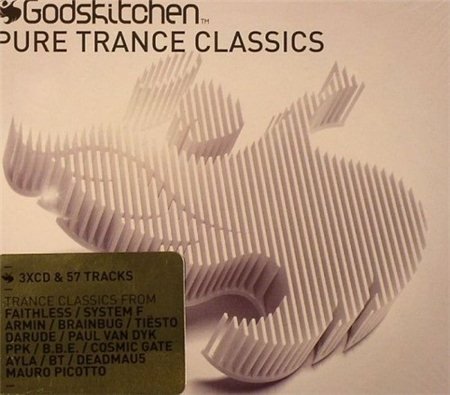 Godskitchen™
PURE TRANCE CLASSICS
3XCD & 57 TRACKS
TRANCE CLASSICS FROM
FAITHLESS / SYSTEM F
ARMIN / BRAINBUG / TIËSTO
DARUDE / PAUL VAN DYK
PPK / B.B.E. / COSMIC GATE
AYLA / BT / DEADMAU5
MAURO PICOTTO